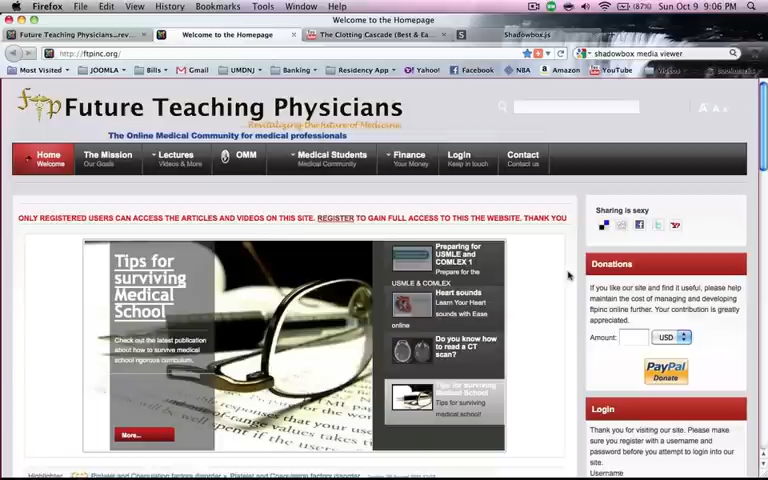 Firefox File Edit View History Bookmarks Tools Window Help (87%) Sun Oct 9 9:06 PM
Welcome to the Homepage
Future Teaching Physicians...rev... Welcome to the Homepage The Clotting Cascade (Best & Ea... Shadowbox.js
http://ftpinc.org/ shadowbox media viewer
Most Visited JOOMLA Bills Gmail UMDNJ Banking Residency App Yahoo! Facebook NBA Amazon YouTube Videos Bookmarks
ftp Future Teaching Physicians
Revitalizing the future of Medicine
The Online Medical Community for medical professionals
A A A
Home The Mission Lectures OMM Medical Students Finance Login Contact
Welcome Our Goals Videos & More Medical Community Your Money Keep in touch Contact us
ONLY REGISTERED USERS CAN ACCESS THE ARTICLES AND VIDEOS ON THIS SITE. REGISTER TO GAIN FULL ACCESS TO THIS THE WEBSITE. THANK YOU
Tips for
surviving
Medical
School
Check out the latest publication
about how to survive medical
school rigorous curriculum.
More...
Preparing for
USMLE and
COMLEX 1
Prepare for the
USMLE & COMLEX
Heart sounds
Learn Your Heart
sounds with Ease
online
Do you know how
to read a CT
scan?
Tips for surviving
Medical School
Tips for surviving
medical school!
Sharing is sexy
Donations
If you like our site and find it useful, please help
maintain the cost of managing and developing
ftpinc online further. Your contribution is greatly
appreciated.
Amount: USD
PayPal
Donate
Login
Thank you for visiting our site. Please make
sure you register with a username and
password before you attempt to login into our
site.
Username
Highlighter